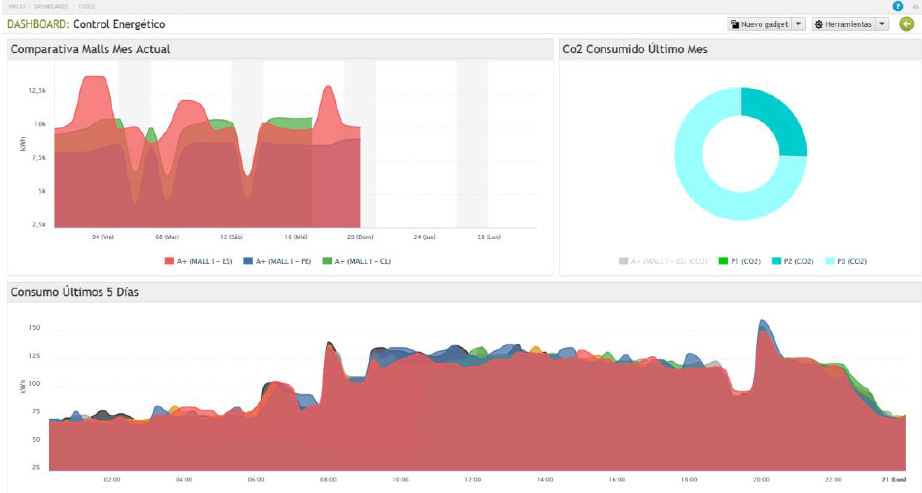 INICIO / DASHBOARDS / TODOS
DASHBOARD: Control Energético
Nuevo gadget
Herramientas
Comparativa Malls Mes Actual
12,5k
10k
7,5k
5k
2,5k
kWh
04 (Vie)
08 (Mar)
12 (Sáb)
16 (Mié)
20 (Dom)
24 (Jue)
28 (Lun)
A+ (MALL I - ES)
A+ (MALL I - PE)
A+ (MALL I - CL)
Co2 Consumido Último Mes
A+ (MALL I - ES) (CO2)
P1 (CO2)
P2 (CO2)
P3 (CO2)
Consumo Últimos 5 Días
150
125
100
75
50
25
kWh
02:00
04:00
06:00
08:00
10:00
12:00
14:00
16:00
18:00
20:00
22:00
21 (Lun)